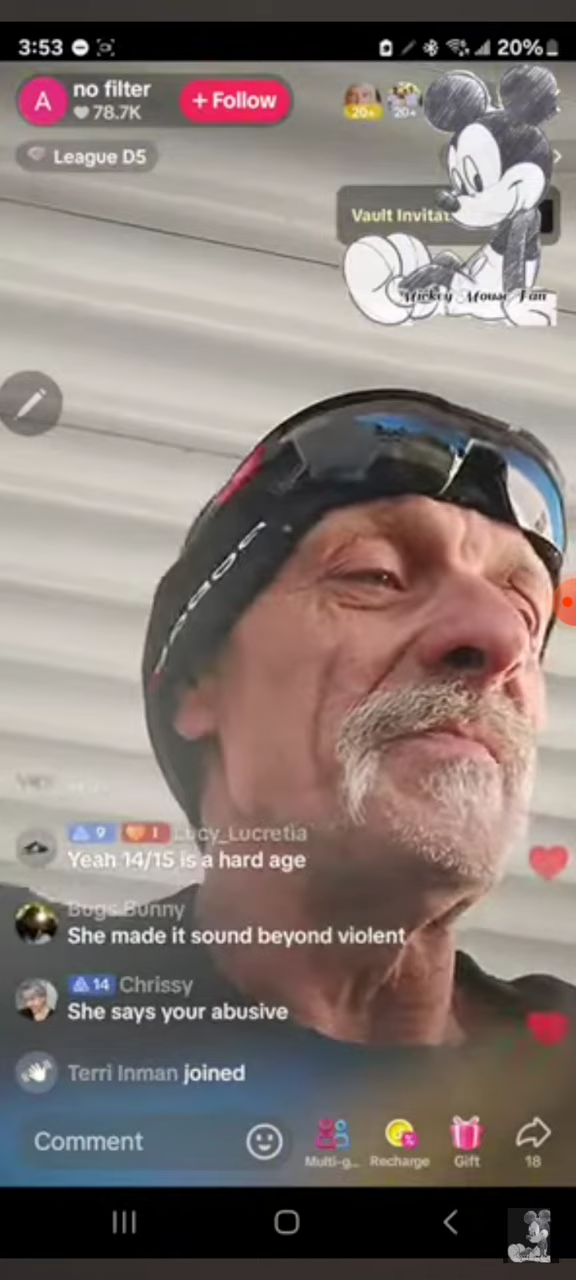 3:53
20%
A
no filter
78.7K
+ Follow
20+
20+
League D5
Vault Invita
Mickey Mouse Fan
9 1 Lucy_Lucretia
Yeah 14/15 is a hard age
Bugs Bunny
She made it sound beyond violent
14 Chrissy
She says your abusive
Terri Inman joined
Comment
Multi-g...
Recharge
Gift
18